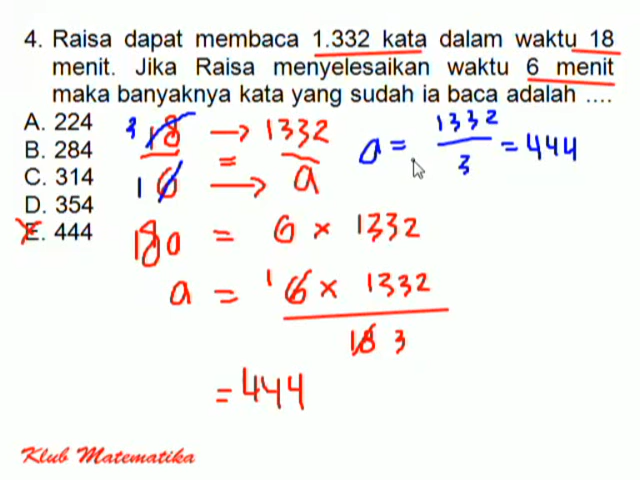 4. Raisa dapat membaca 1.332 kata dalam waktu 18
menit. Jika Raisa menyelesaikan waktu 6 menit
maka banyaknya kata yang sudah ia baca adalah ....
A. 224
B. 284
C. 314
D. 354
E. 444
3 18 → 1332
=
1 6 → a
a = 1332 / 3 = 444
18a = 6 × 1332
a = 1 6 × 1332
18 3
= 444
Klub Matematika